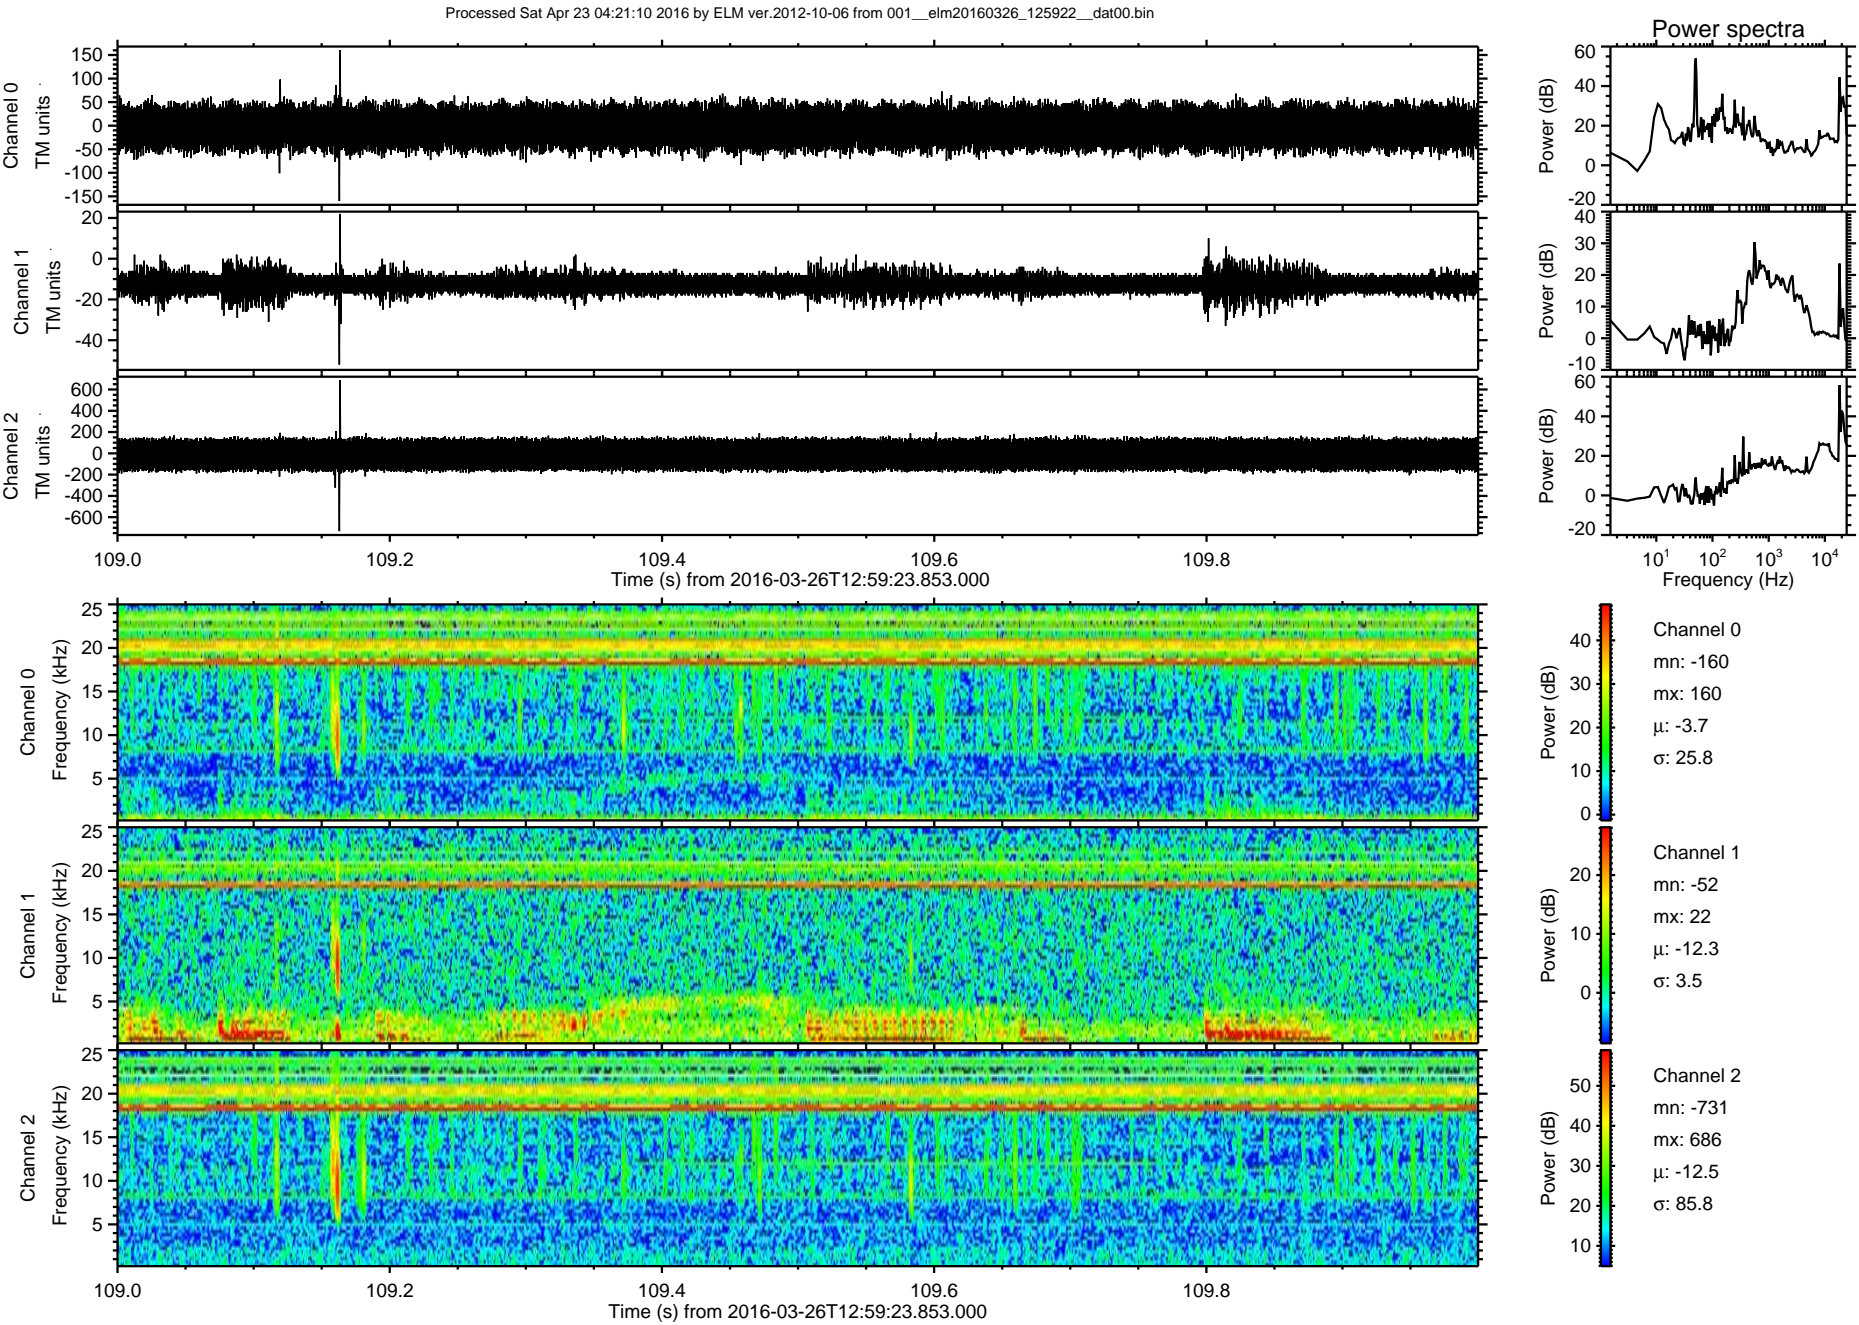 Processed Sat Apr 23 04:21:10 2016 by ELM ver.2012-10-06 from 001__elm20160326_125922__dat00.bin
Power spectra
Channel 0
TM units
150
100
50
0
-50
-100
-150
Power (dB)
60
40
20
0
-20
Channel 1
TM units
20
0
-20
-40
Power (dB)
40
30
20
10
0
-10
Channel 2
TM units
600
400
200
0
-200
-400
-600
Power (dB)
60
40
20
0
-20
109.0 109.2 109.4 109.6 109.8
Time (s) from 2016-03-26T12:59:23.853.000
10^1 10^2 10^3 10^4
Frequency (Hz)
Channel 0
Frequency (kHz)
25
20
15
10
5
Power (dB)
40
30
20
10
0
Channel 0
mn: -160
mx: 160
μ: -3.7
σ: 25.8
Channel 1
Frequency (kHz)
25
20
15
10
5
Power (dB)
20
10
0
Channel 1
mn: -52
mx: 22
μ: -12.3
σ: 3.5
Channel 2
Frequency (kHz)
25
20
15
10
5
Power (dB)
50
40
30
20
10
Channel 2
mn: -731
mx: 686
μ: -12.5
σ: 85.8
109.0 109.2 109.4 109.6 109.8
Time (s) from 2016-03-26T12:59:23.853.000